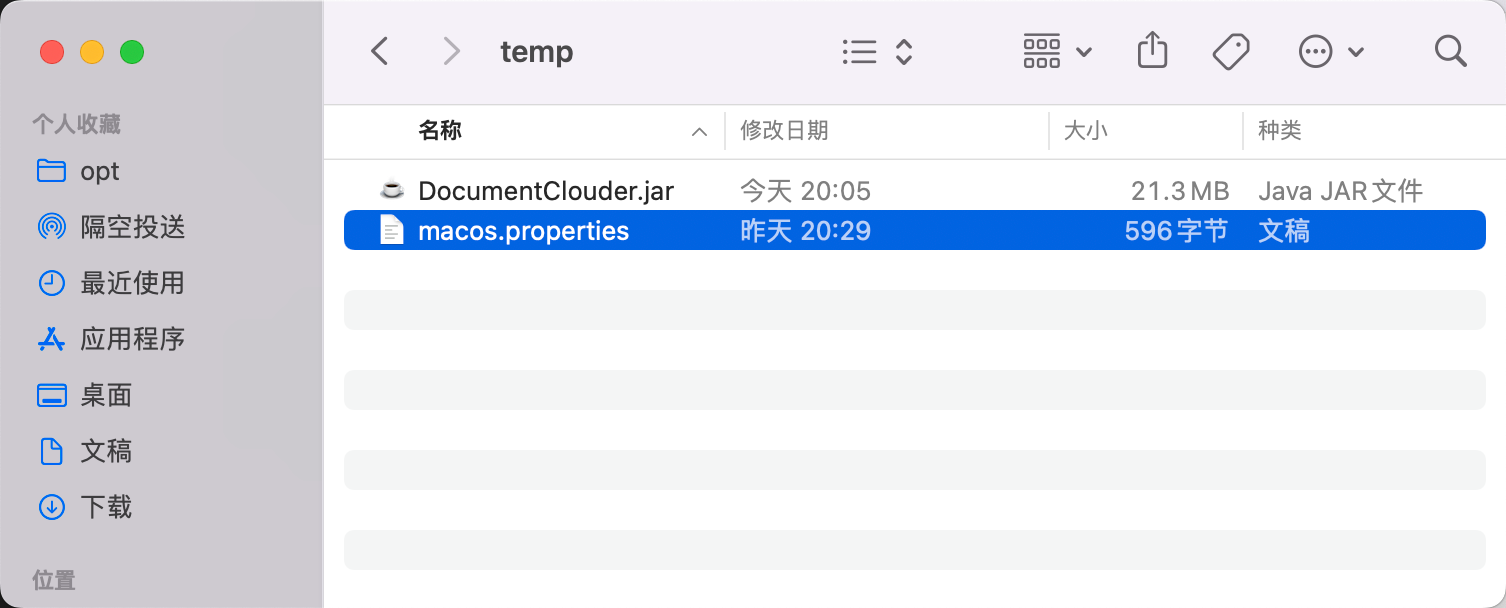 temp
个人收藏
opt
隔空投送
最近使用
应用程序
桌面
文稿
下载
位置
名称 修改日期 大小 种类
DocumentClouder.jar 今天 20:05 21.3 MB Java JAR文件
macos.properties 昨天 20:29 596字节 文稿